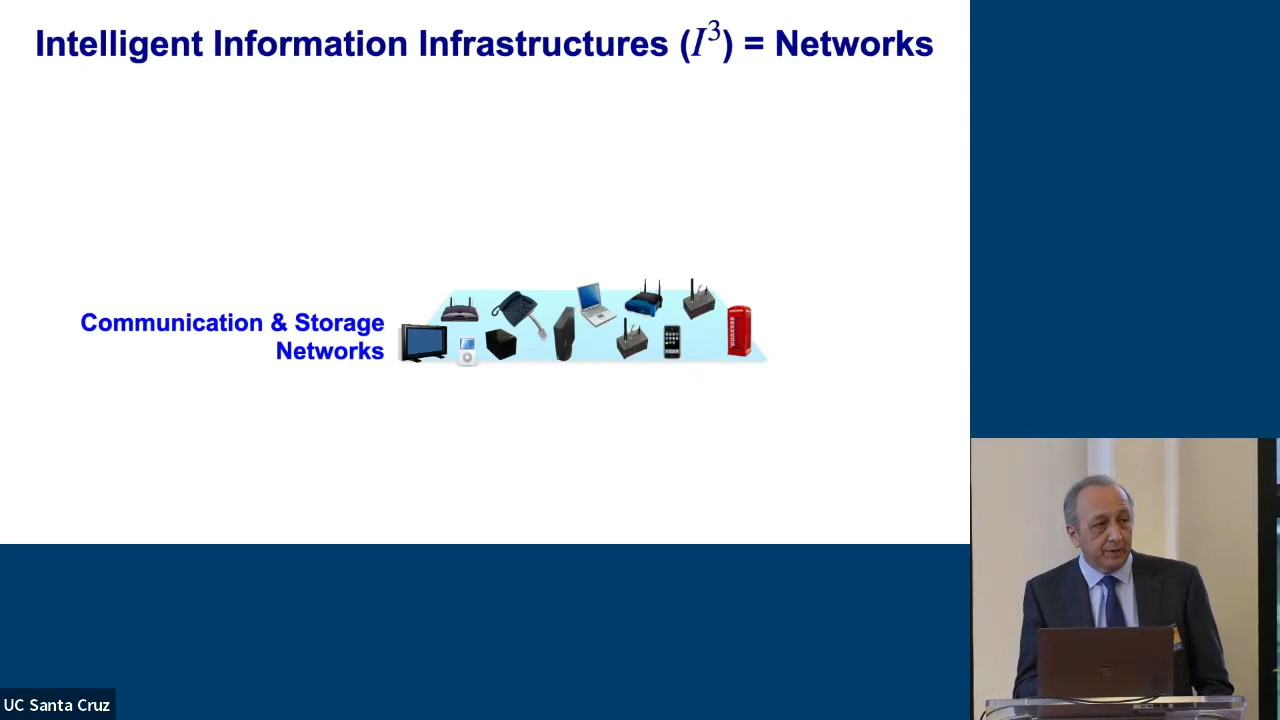 Intelligent Information Infrastructures (I³) = Networks
Communication & Storage
Networks
UC Santa Cruz